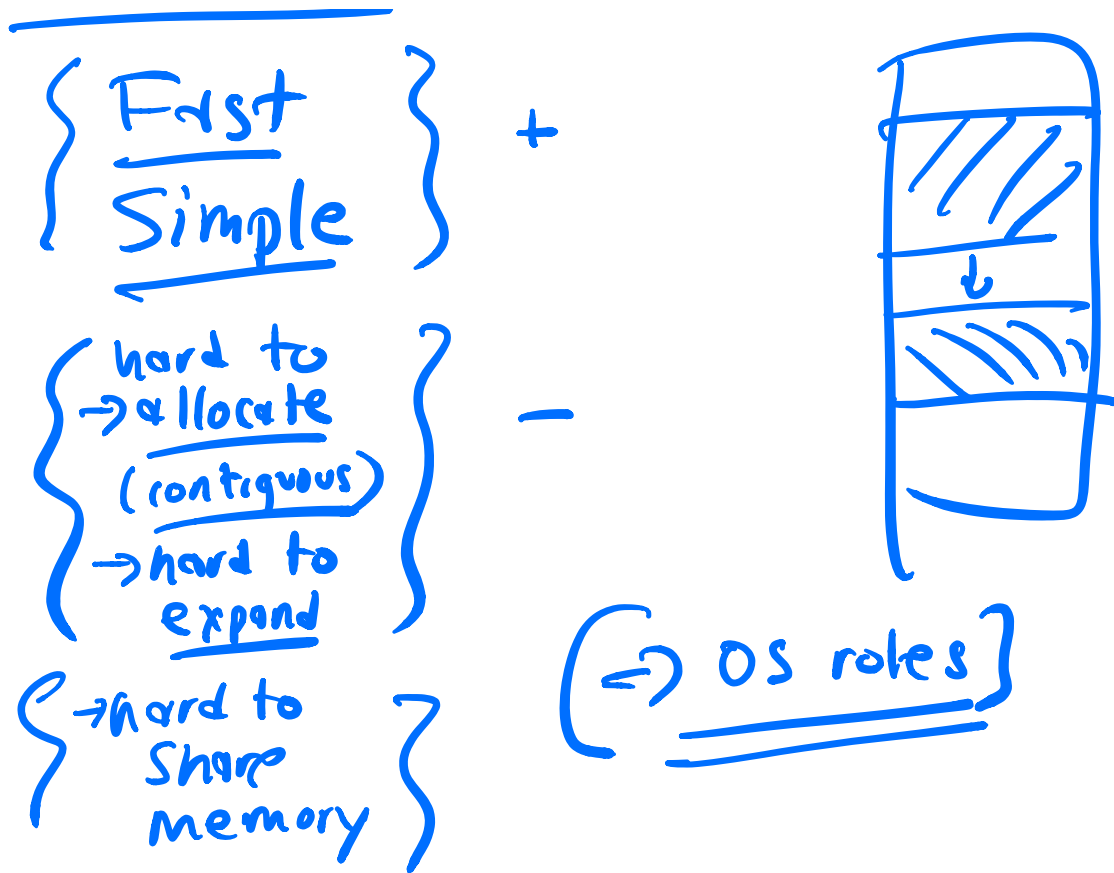 Fast
Simple
+
hard to
→ allocate
(contiguous)
→ hard to
expand
-
→ hard to
share
memory
(→ OS roles]